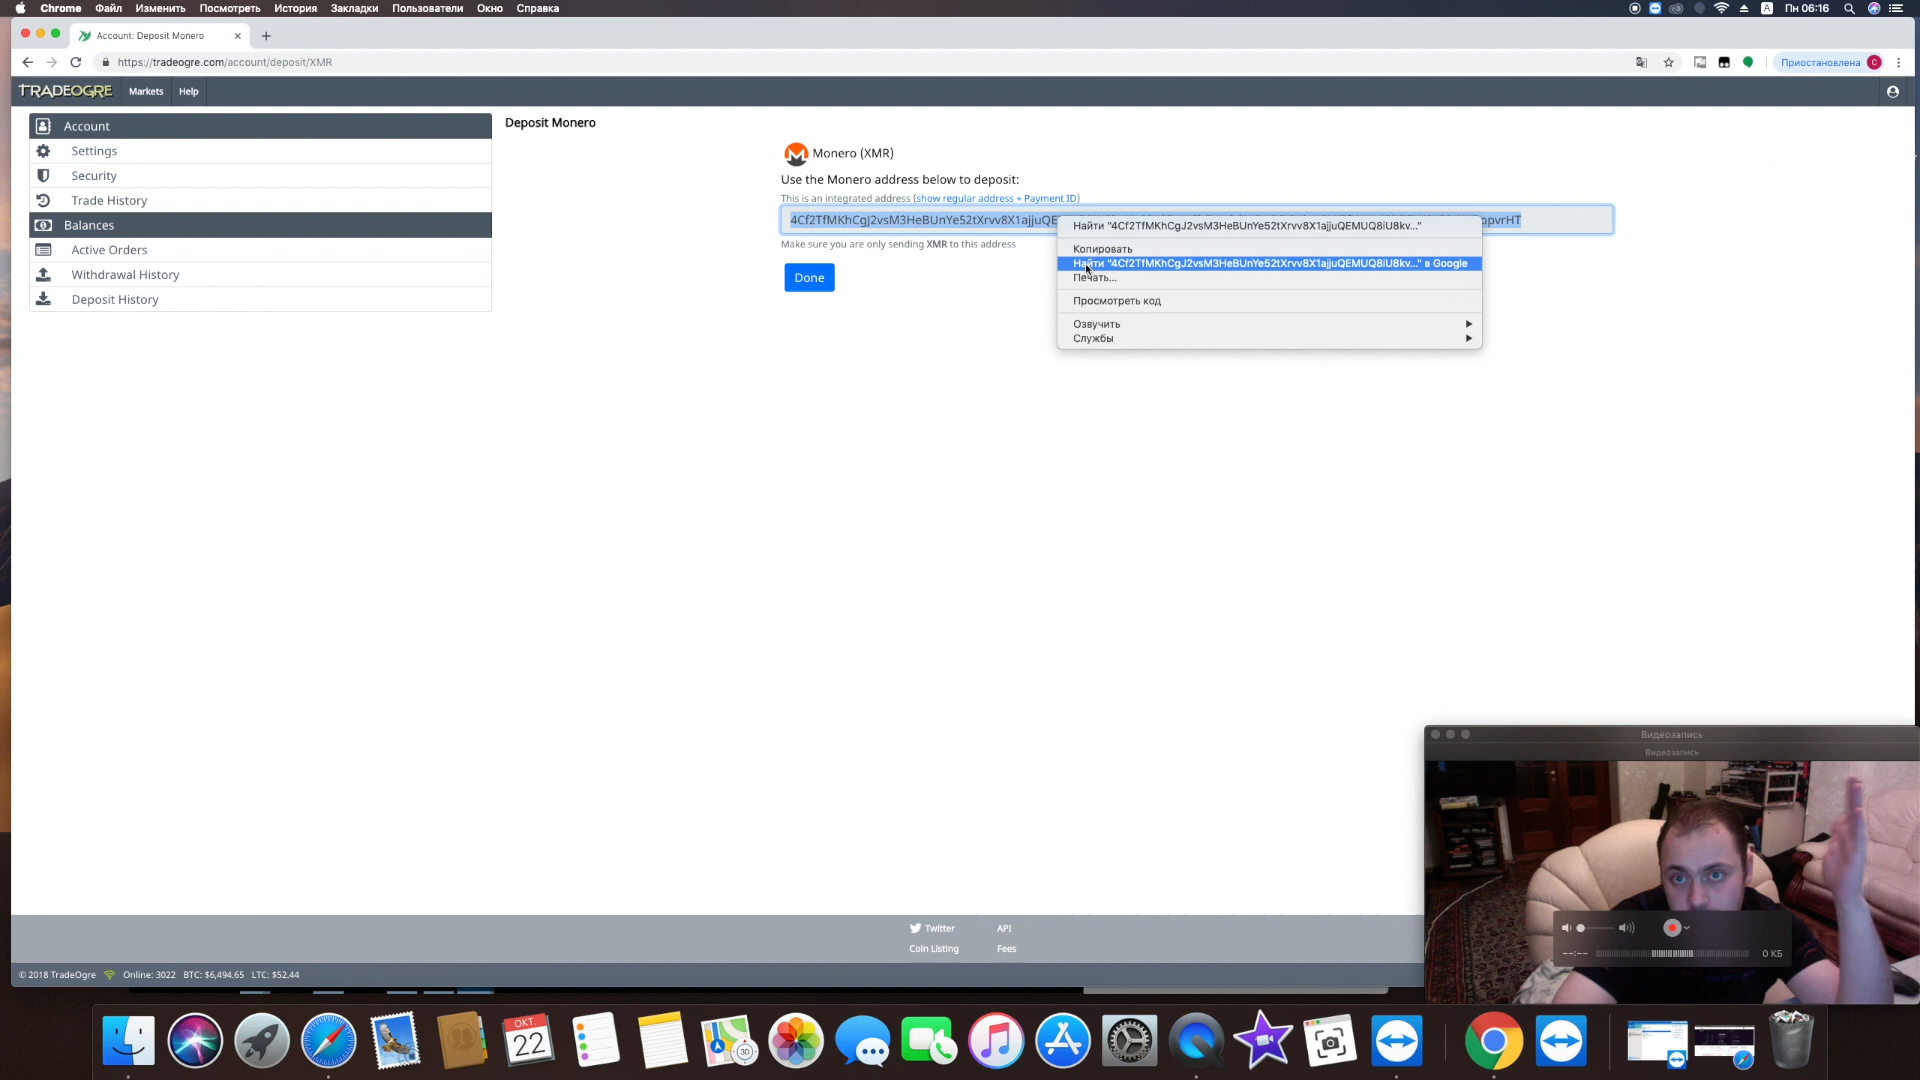 Chrome Файл Изменить Посмотреть История Закладки Пользователи Окно Справка
A Пн 06:16
Account: Deposit Monero
https://tradeogre.com/account/deposit/XMR
Приостановлена C
TRADEOGRE Markets Help
Account
Settings
Security
Trade History
Balances
Active Orders
Withdrawal History
Deposit History
Deposit Monero
Monero (XMR)
Use the Monero address below to deposit:
This is an integrated address (show regular address + Payment ID)
4Cf2TfMKhCgJ2vsM3HeBUnYe52tXrvv8X1ajjuQE
Make sure you are only sending XMR to this address
Done
Найти "4Cf2TfMKhCgJ2vsM3HeBUnYe52tXrvv8X1ajjuQEMUQ8iU8kv..."
Копировать
Найти "4Cf2TfMKhCgJ2vsM3HeBUnYe52tXrvv8X1ajjuQEMUQ8iU8kv..." в Google
Печать...
Просмотреть код
Озвучить
Службы
Видеозапись
Видеозапись
--:-- 0 КБ
Twitter API
Coin Listing Fees
© 2018 TradeOgre Online: 3022 BTC: $6,494.65 LTC: $52.44
ОКТ.
22